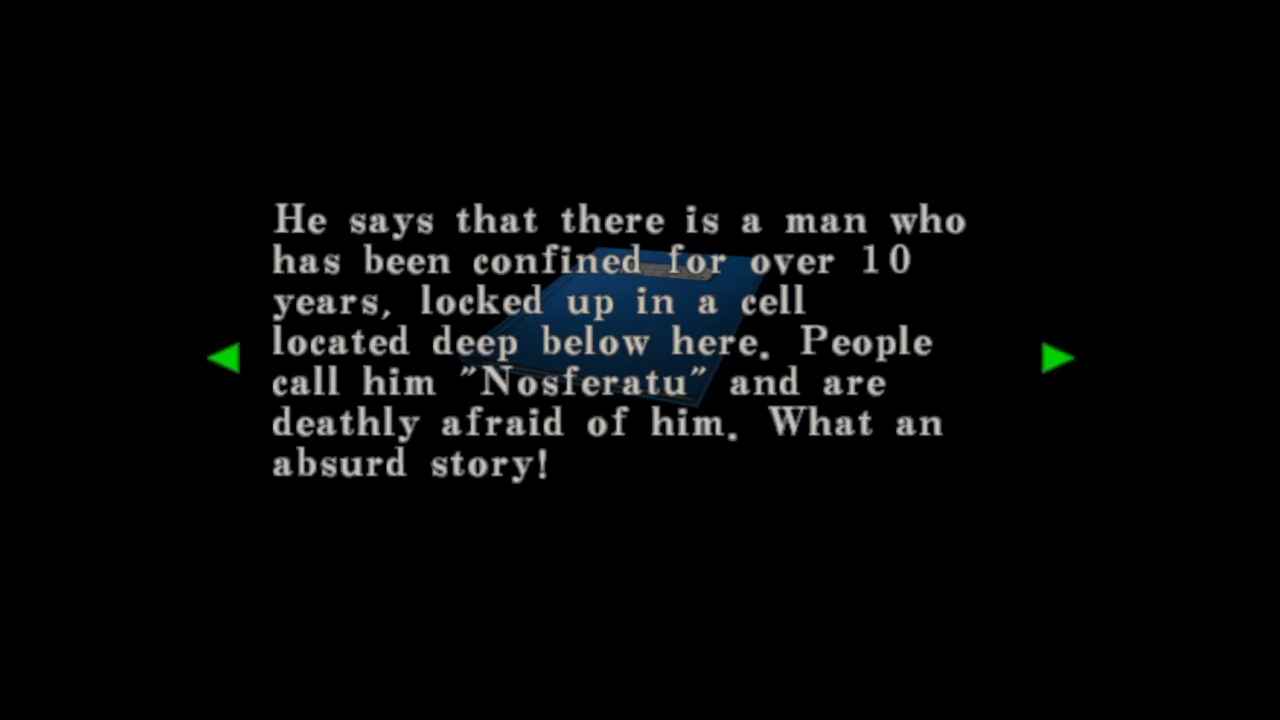 He says that there is a man who
has been confined for over 10
years, locked up in a cell
located deep below here. People
call him "Nosferatu" and are
deathly afraid of him. What an
absurd story!